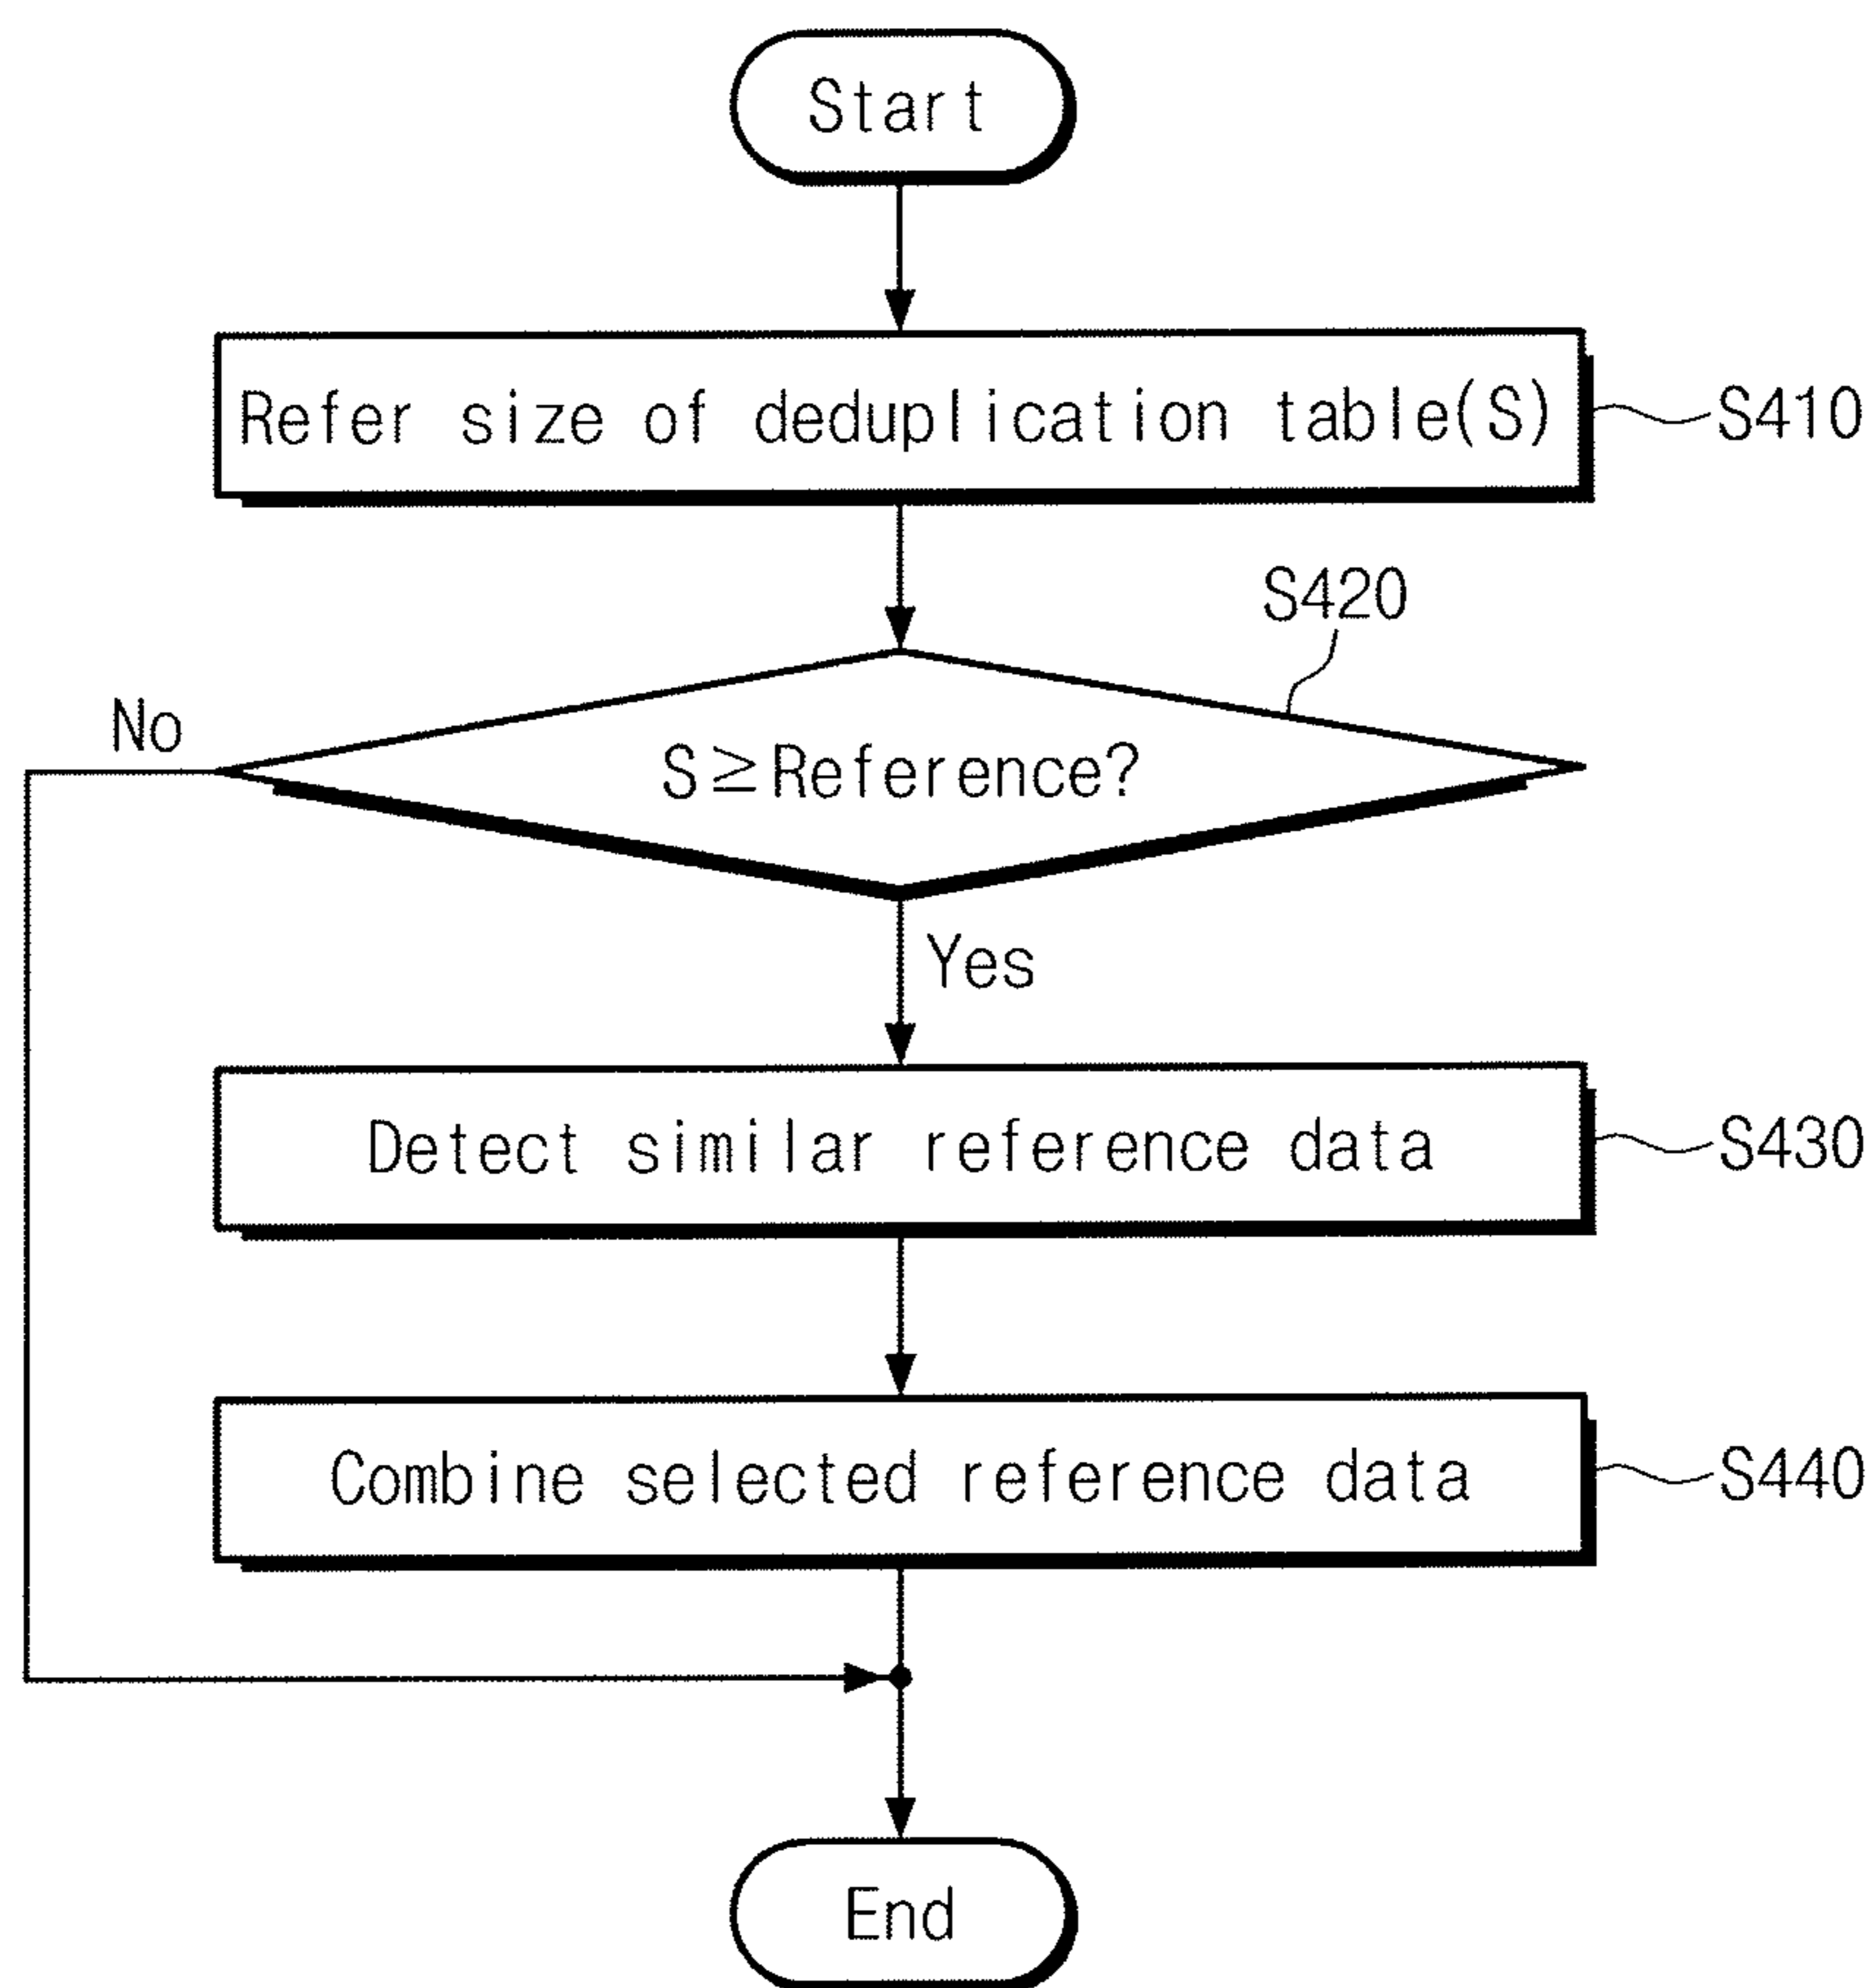 Start
Refer size of deduplication table(S)
S410
S420
No
S≥Reference?
Yes
Detect similar reference data
S430
Combine selected reference data
S440
End